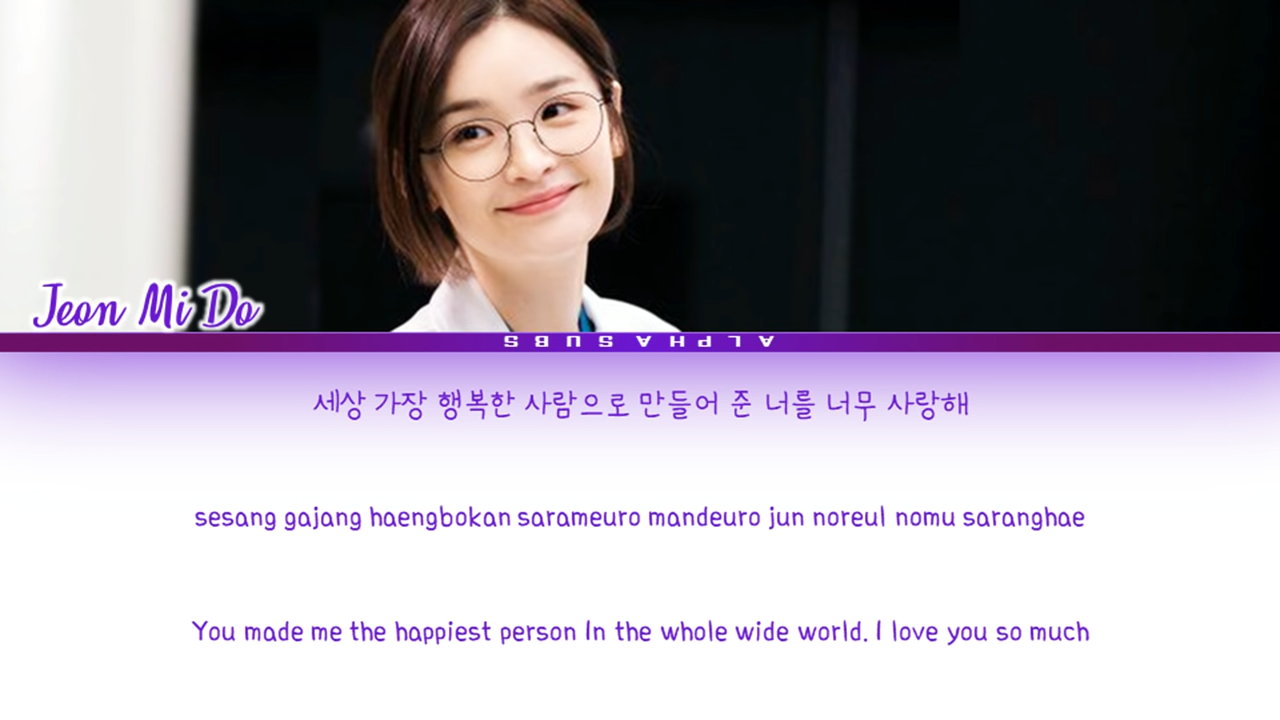 Jeon Mi Do
ALPHA SUBS
세상 가장 행복한 사람으로 만들어 준 너를 너무 사랑해
sesang gajang haengbokan sarameuro mandeuro jun noreul nomu saranghae
You made me the happiest person In the whole wide world. I love you so much